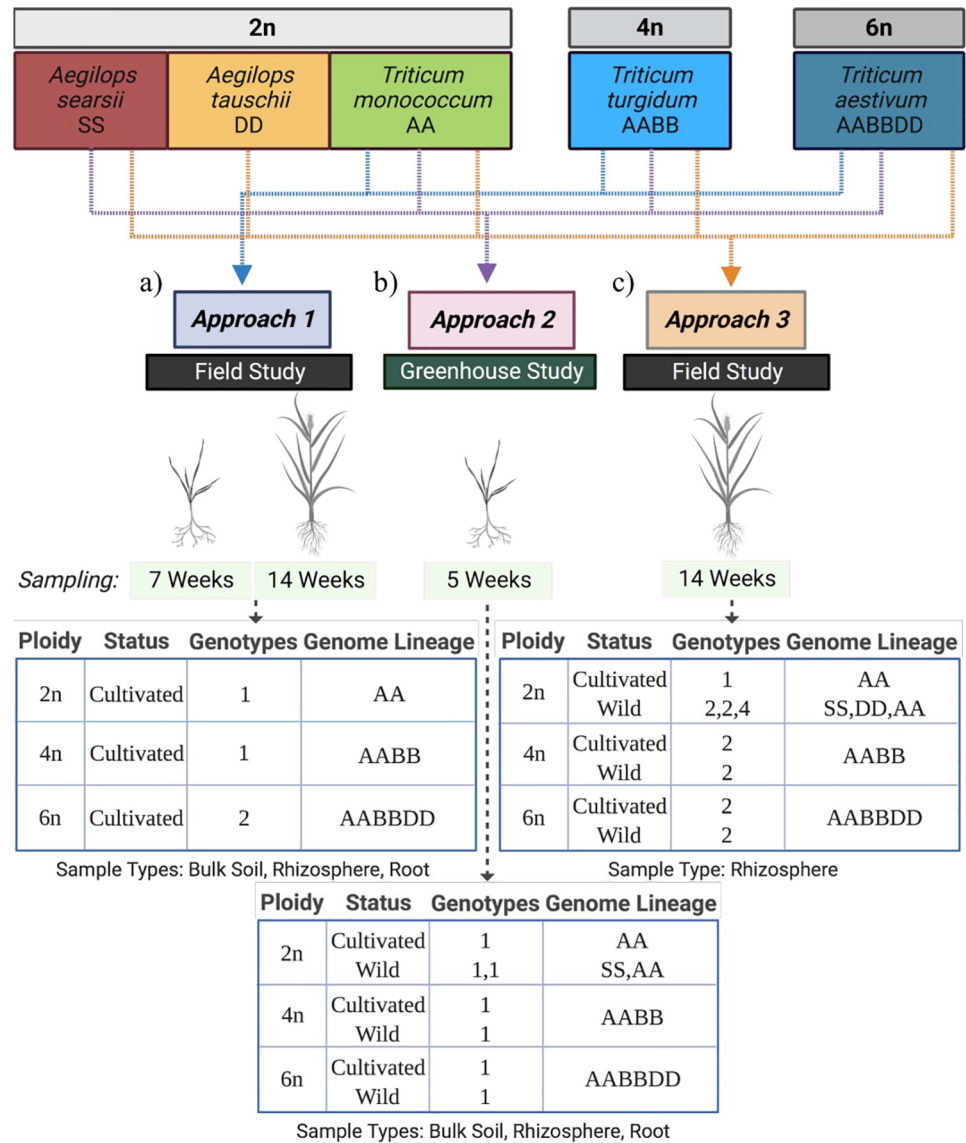 2n
4n
6n
Aegilops
searsii
SS
Aegilops
tauschii
DD
Triticum
monococcum
AA
Triticum
turgidum
AABB
Triticum
aestivum
AABBDD
a)
b)
c)
Approach 1
Approach 2
Approach 3
Field Study
Greenhouse Study
Field Study
Sampling:
7 Weeks
14 Weeks
5 Weeks
14 Weeks
Ploidy Status Genotypes Genome Lineage
2n Cultivated 1 AA
4n Cultivated 1 AABB
6n Cultivated 2 AABBDD
Sample Types: Bulk Soil, Rhizosphere, Root
Ploidy Status Genotypes Genome Lineage
2n
Cultivated 1 AA
Wild 2,2,4 SS,DD,AA
4n
Cultivated 2
Wild 2
AABB
6n
Cultivated 2
Wild 2
AABBDD
Sample Type: Rhizosphere
Ploidy Status Genotypes Genome Lineage
2n
Cultivated 1 AA
Wild 1,1 SS,AA
4n
Cultivated 1
Wild 1
AABB
6n
Cultivated 1
Wild 1
AABBDD
Sample Types: Bulk Soil, Rhizosphere, Root